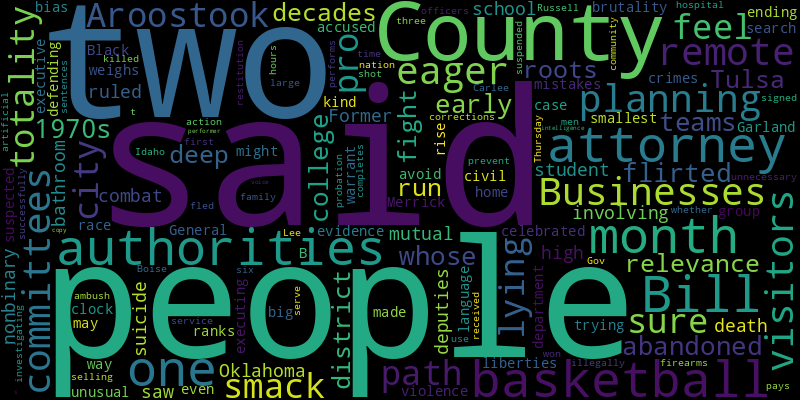 two
said
people
County
Aroostook
decades
school
brutality
bias
three
officers
Russell
hospital
ending
accused
suspended
community
search
feel
remote
Tulsa
totality
executive
defending
Black
killed
weighs
hours
restitution
large
pro
time
nation
performs
shot
eager
roots
Carlee
mistakes
crimes
signed
planning
artificial
sentences
ruled
t
1970s
action
performer
first
kind
Former
fight
early
rise
corrections
case
men
smallest
teams
Garland
intelligence
attorney
Thursday
bathroom
city
Idaho
deep
might
college
probation
warrant
completes
avoid
run
civil
home
prevent
student
flirted
unnecessary
suspected
successfully
combat
voice
family
fled
Merrick
Businesses
whether
group
involving
race
General
Lee
evidence
mutual
celebrated
committees
copy
authorities
B
whose
lying
high
month
relevance
visitors
nonbinary
investigating
Boise
six
ambush
clock
may
suicide
executing
big
serve
district
made
deputies
language
received
use
department
Gov
trying
Bill
sure
death
service
ranks
liberties
won
illegally
abandoned
firearms
way
selling
unusual
saw
one
even
Oklahoma
smack
path
violence
basketball
pays